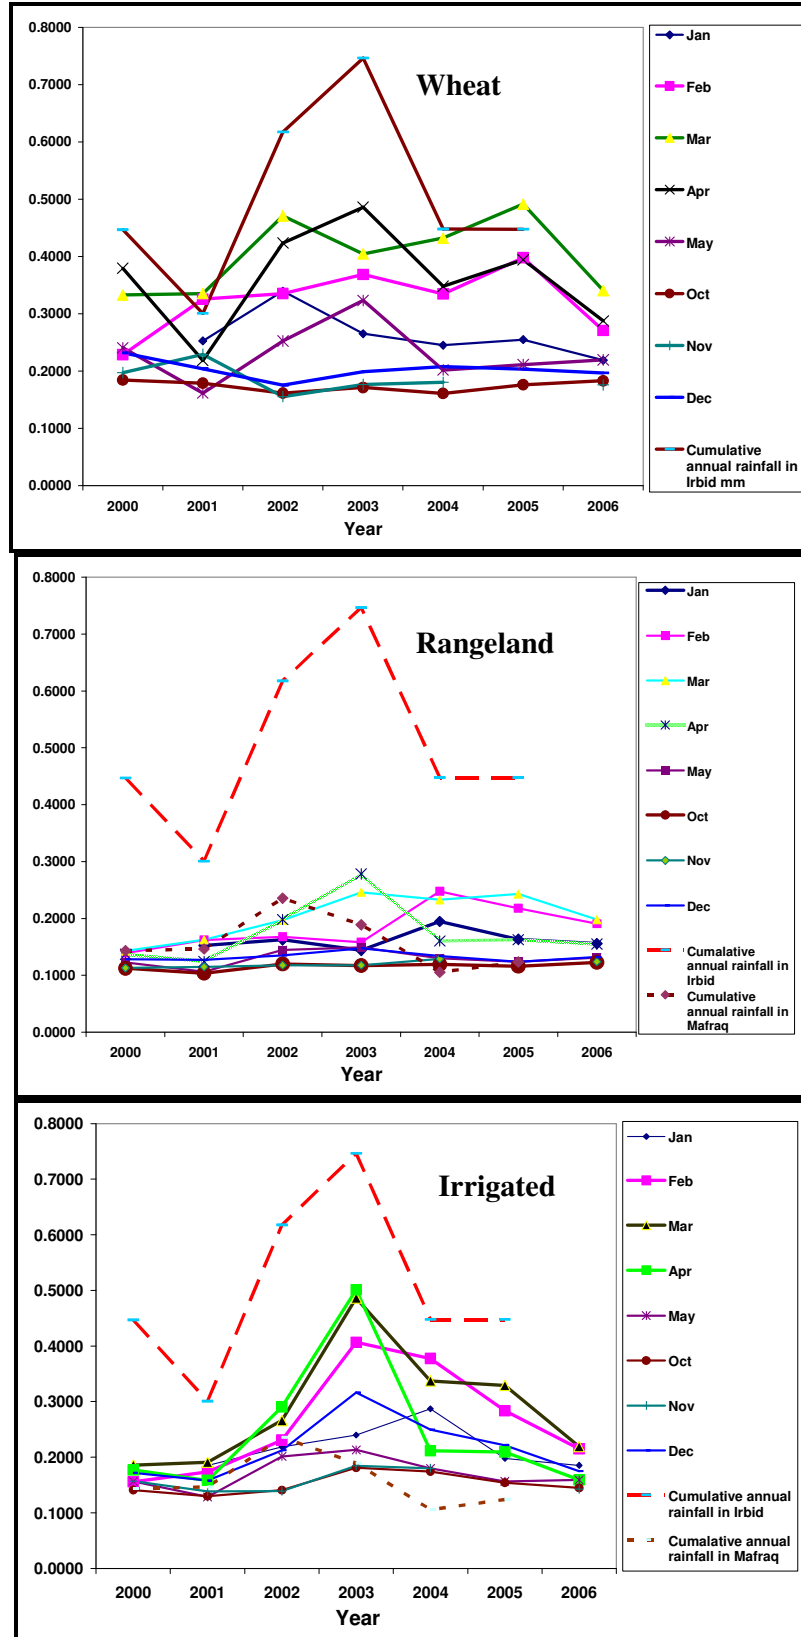 Wheat
0.8000
0.7000
0.6000
0.5000
0.4000
0.3000
0.2000
0.1000
0.0000
2000 2001 2002 2003 2004 2005 2006
Year
Jan
Feb
Mar
Apr
May
Oct
Nov
Dec
Cumulative
annual rainfall in
Irbid mm
Rangeland
0.8000
0.7000
0.6000
0.5000
0.4000
0.3000
0.2000
0.1000
0.0000
2000 2001 2002 2003 2004 2005 2006
Year
Jan
Feb
Mar
Apr
May
Oct
Nov
Dec
Cumalative
annual rainfall in
Irbid
Cumalative
annual rainfall in
Mafraq
Irrigated
0.8000
0.7000
0.6000
0.5000
0.4000
0.3000
0.2000
0.1000
0.0000
2000 2001 2002 2003 2004 2005 2006
Year
Jan
Feb
Mar
Apr
May
Oct
Nov
Dec
Cumulative annual
rainfall in Irbid
Cumalative annual
rainfall in Mafraq